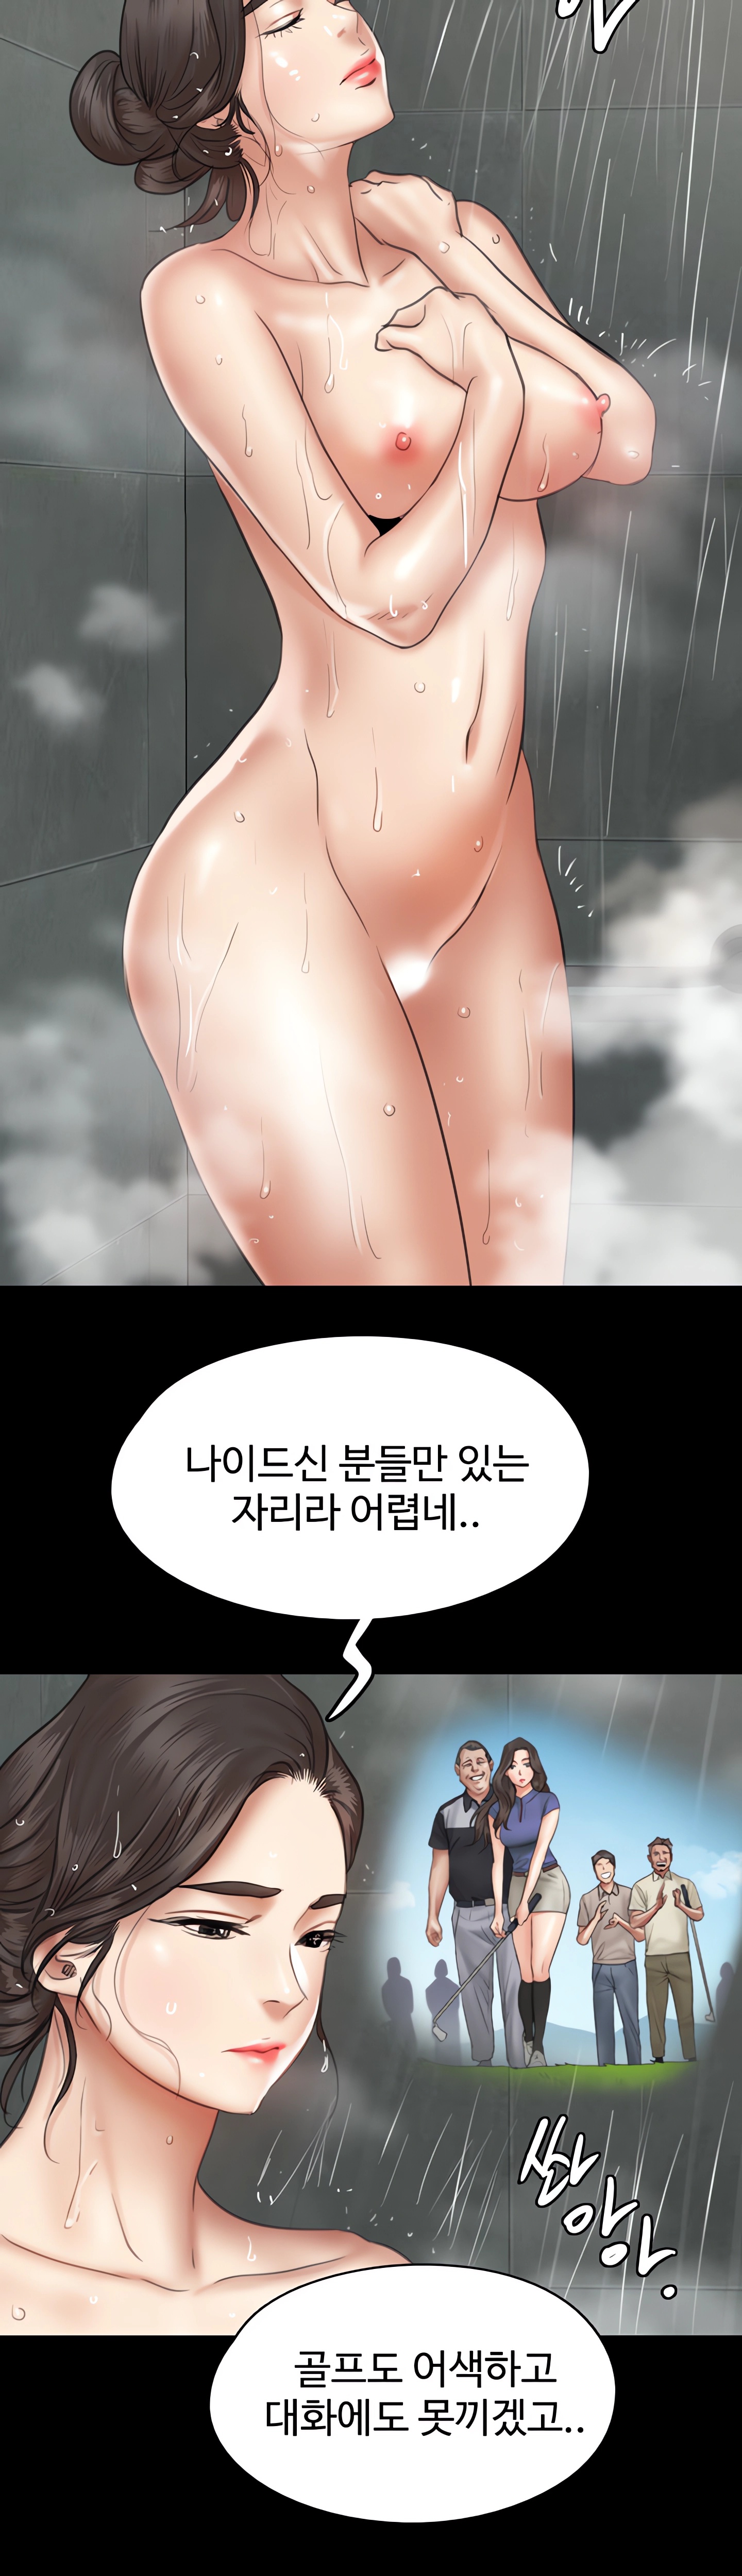 나이드신 분들만 있는
자리라 어렵네..
쏴아아.
골프도 어색하고
대화에도 못끼겠고..